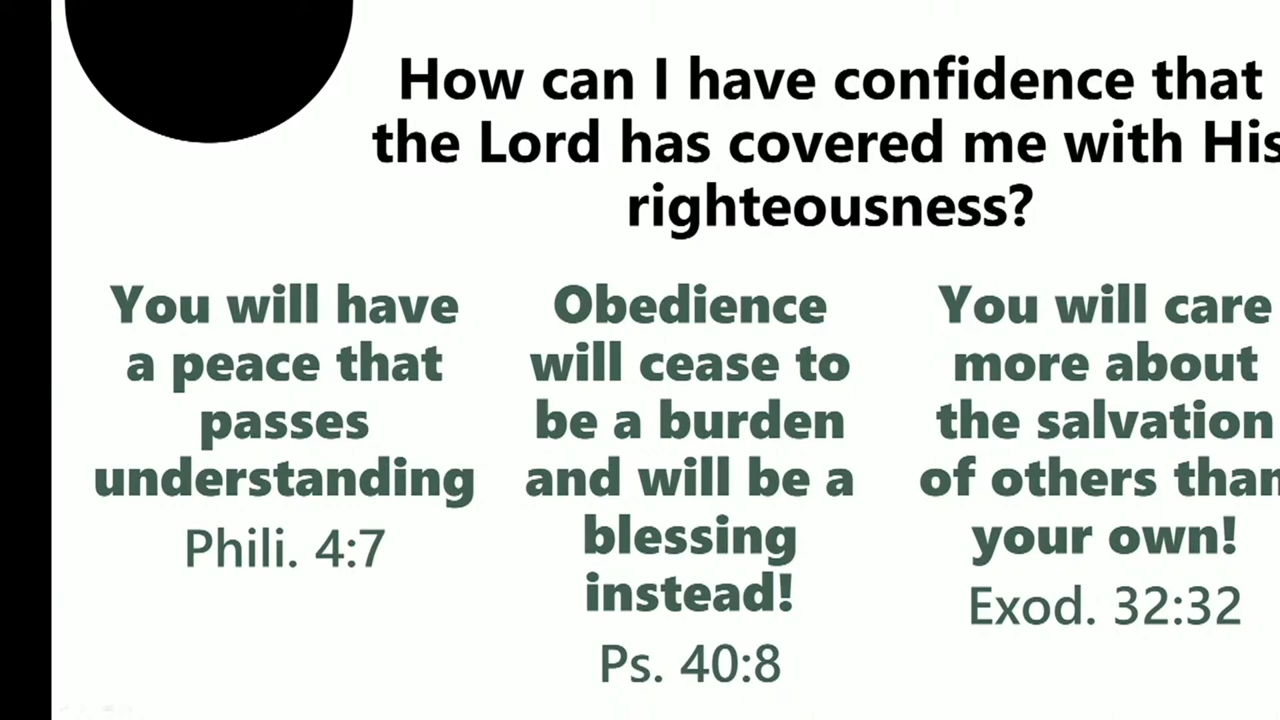 How can I have confidence that
the Lord has covered me with His
righteousness?
You will have
a peace that
passes
understanding
Phili. 4:7
Obedience
will cease to
be a burden
and will be a
blessing
instead!
Ps. 40:8
You will care
more about
the salvation
of others than
your own!
Exod. 32:32